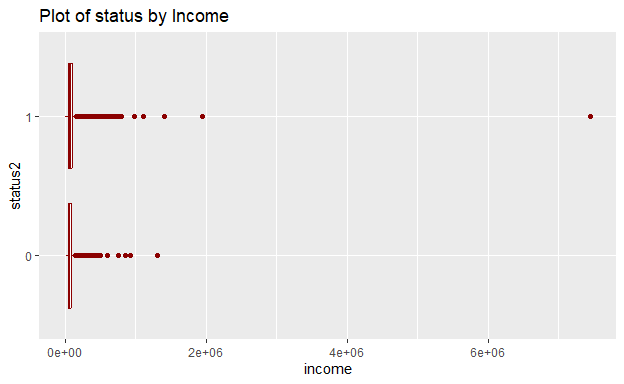 Plot of status by Income
1
status2
0
0e+00 2e+06 4e+06 6e+06
income